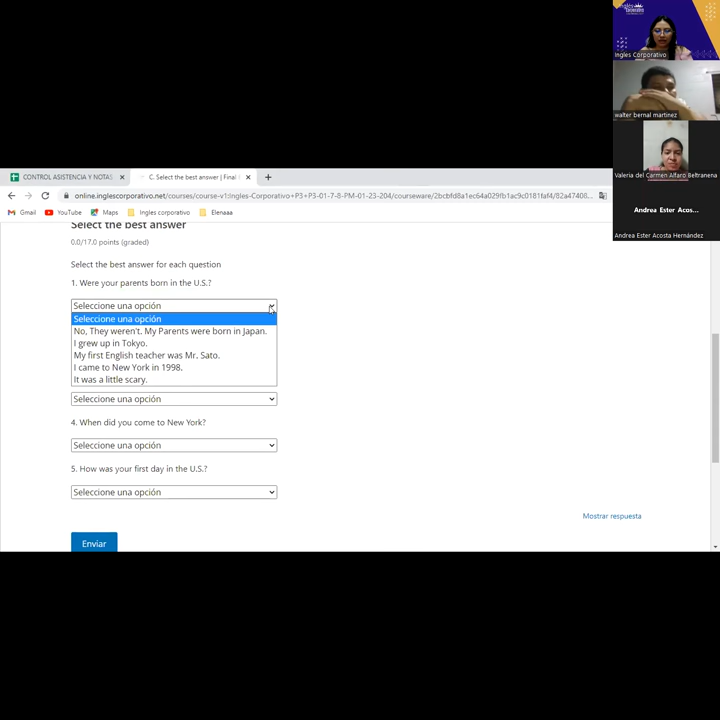 Inglés
Corporativo
Ingles Corporativo
walter bernal martinez
Valeria del Carmen Alfaro Beltranena
Andrea Ester Acos...
Andrea Ester Acosta Hernández
CONTROL ASISTENCIA Y NOTAS
C. Select the best answer | Final
online.inglescorporativo.net/courses/course-v1:Ingles-Corporativo+P3+P3-01-7-8-PM-01-23-204/courseware/2bcbfd8a1ec64a029fb1ac9c0181faf4/82a47408...
Gmail
YouTube
Maps
Ingles corporativo
Elenaaa
Select the best answer
0.0/17.0 points (graded)
Select the best answer for each question
1. Were your parents born in the U.S.?
Seleccione una opción
Seleccione una opción
No, They weren't. My Parents were born in Japan.
I grew up in Tokyo.
My first English teacher was Mr. Sato.
I came to New York in 1998.
It was a little scary.
Seleccione una opción
4. When did you come to New York?
Seleccione una opción
5. How was your first day in the U.S.?
Seleccione una opción
Mostrar respuesta
Enviar